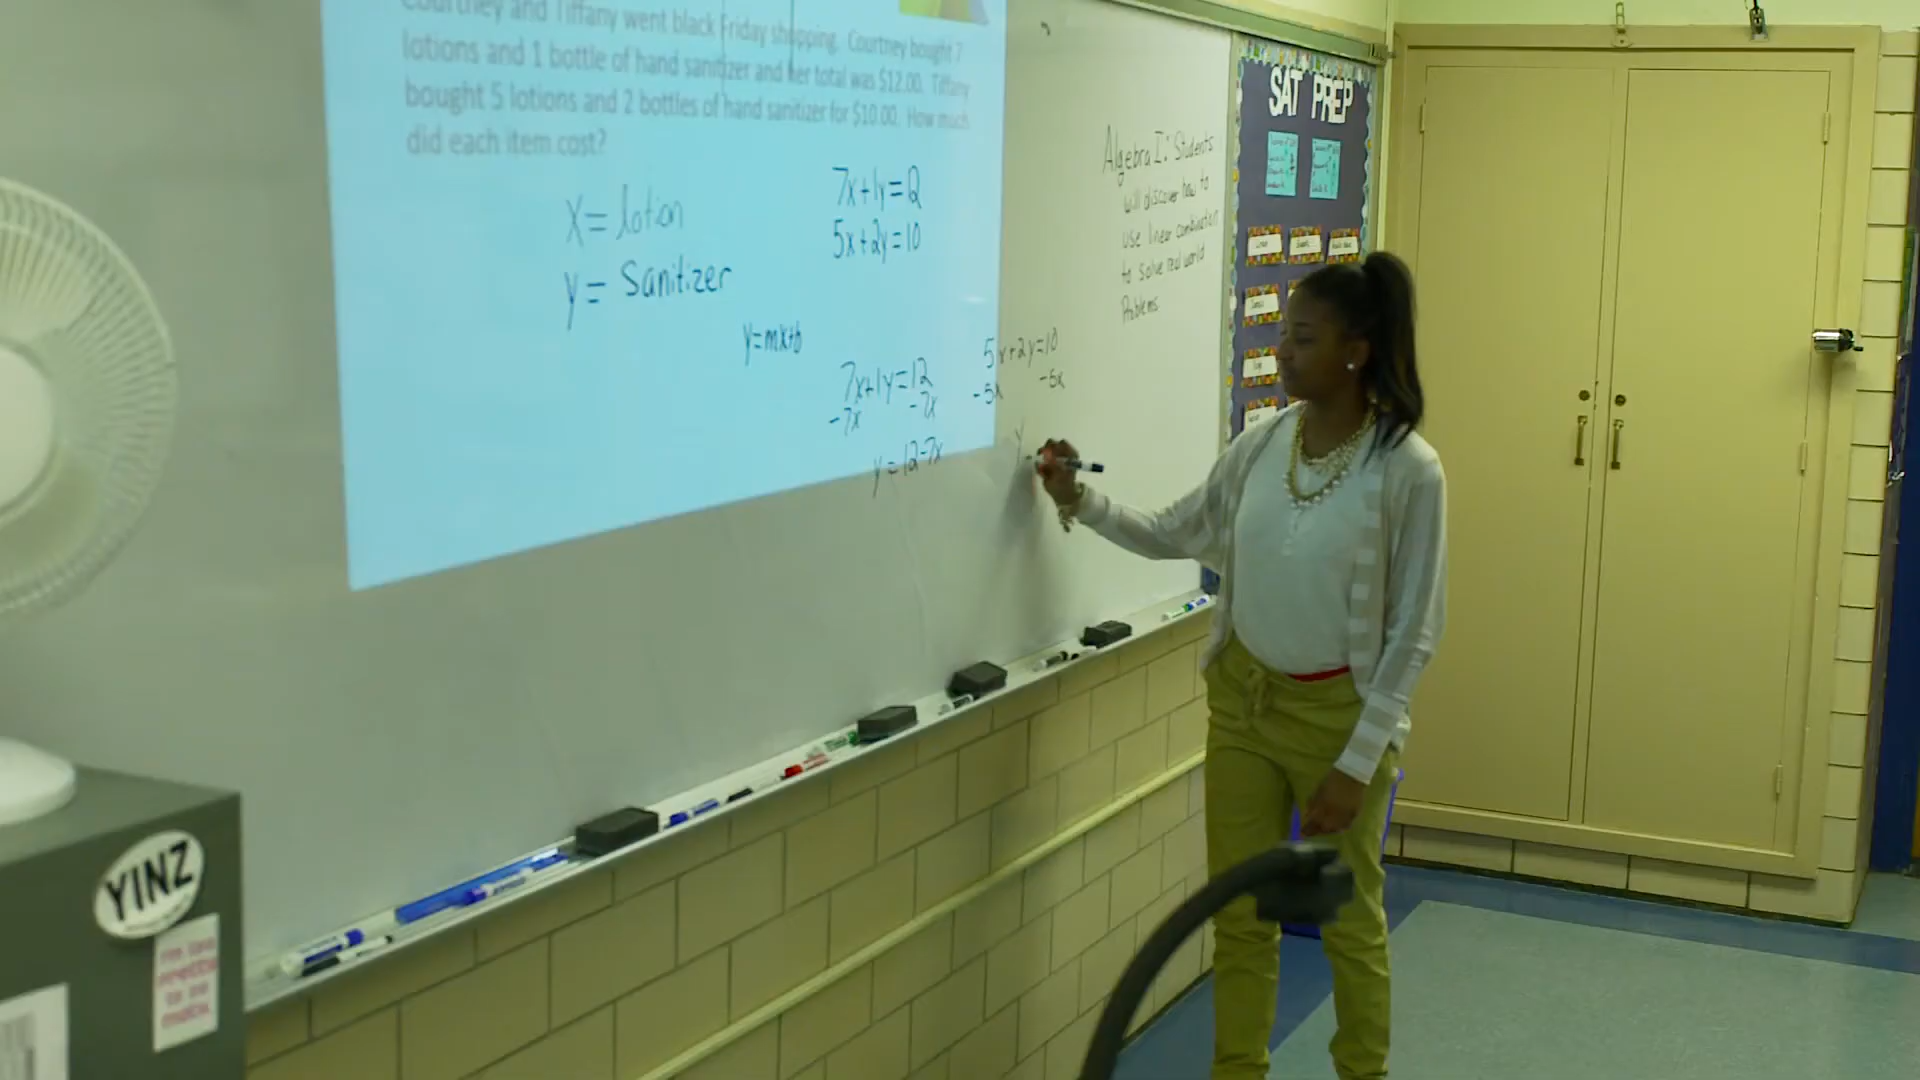 Courtney and Tiffany went black Friday shopping. Courtney bought 7
lotions and 1 bottle of hand sanitizer and her total was $12.00. Tiffany
bought 5 lotions and 2 bottles of hand sanitizer for $10.00. How much
did each item cost?
x= lotion
y= Sanitizer
7x+1y=12
5x+2y=10
y=mx+b
7x+1y=12
-7x -7x
y=12-7x
5x+2y=10
-5x -5x
y
Algebra I: Students
will discover how to
use linear combination
to solve real world
Problems
SAT PREP
YINZ